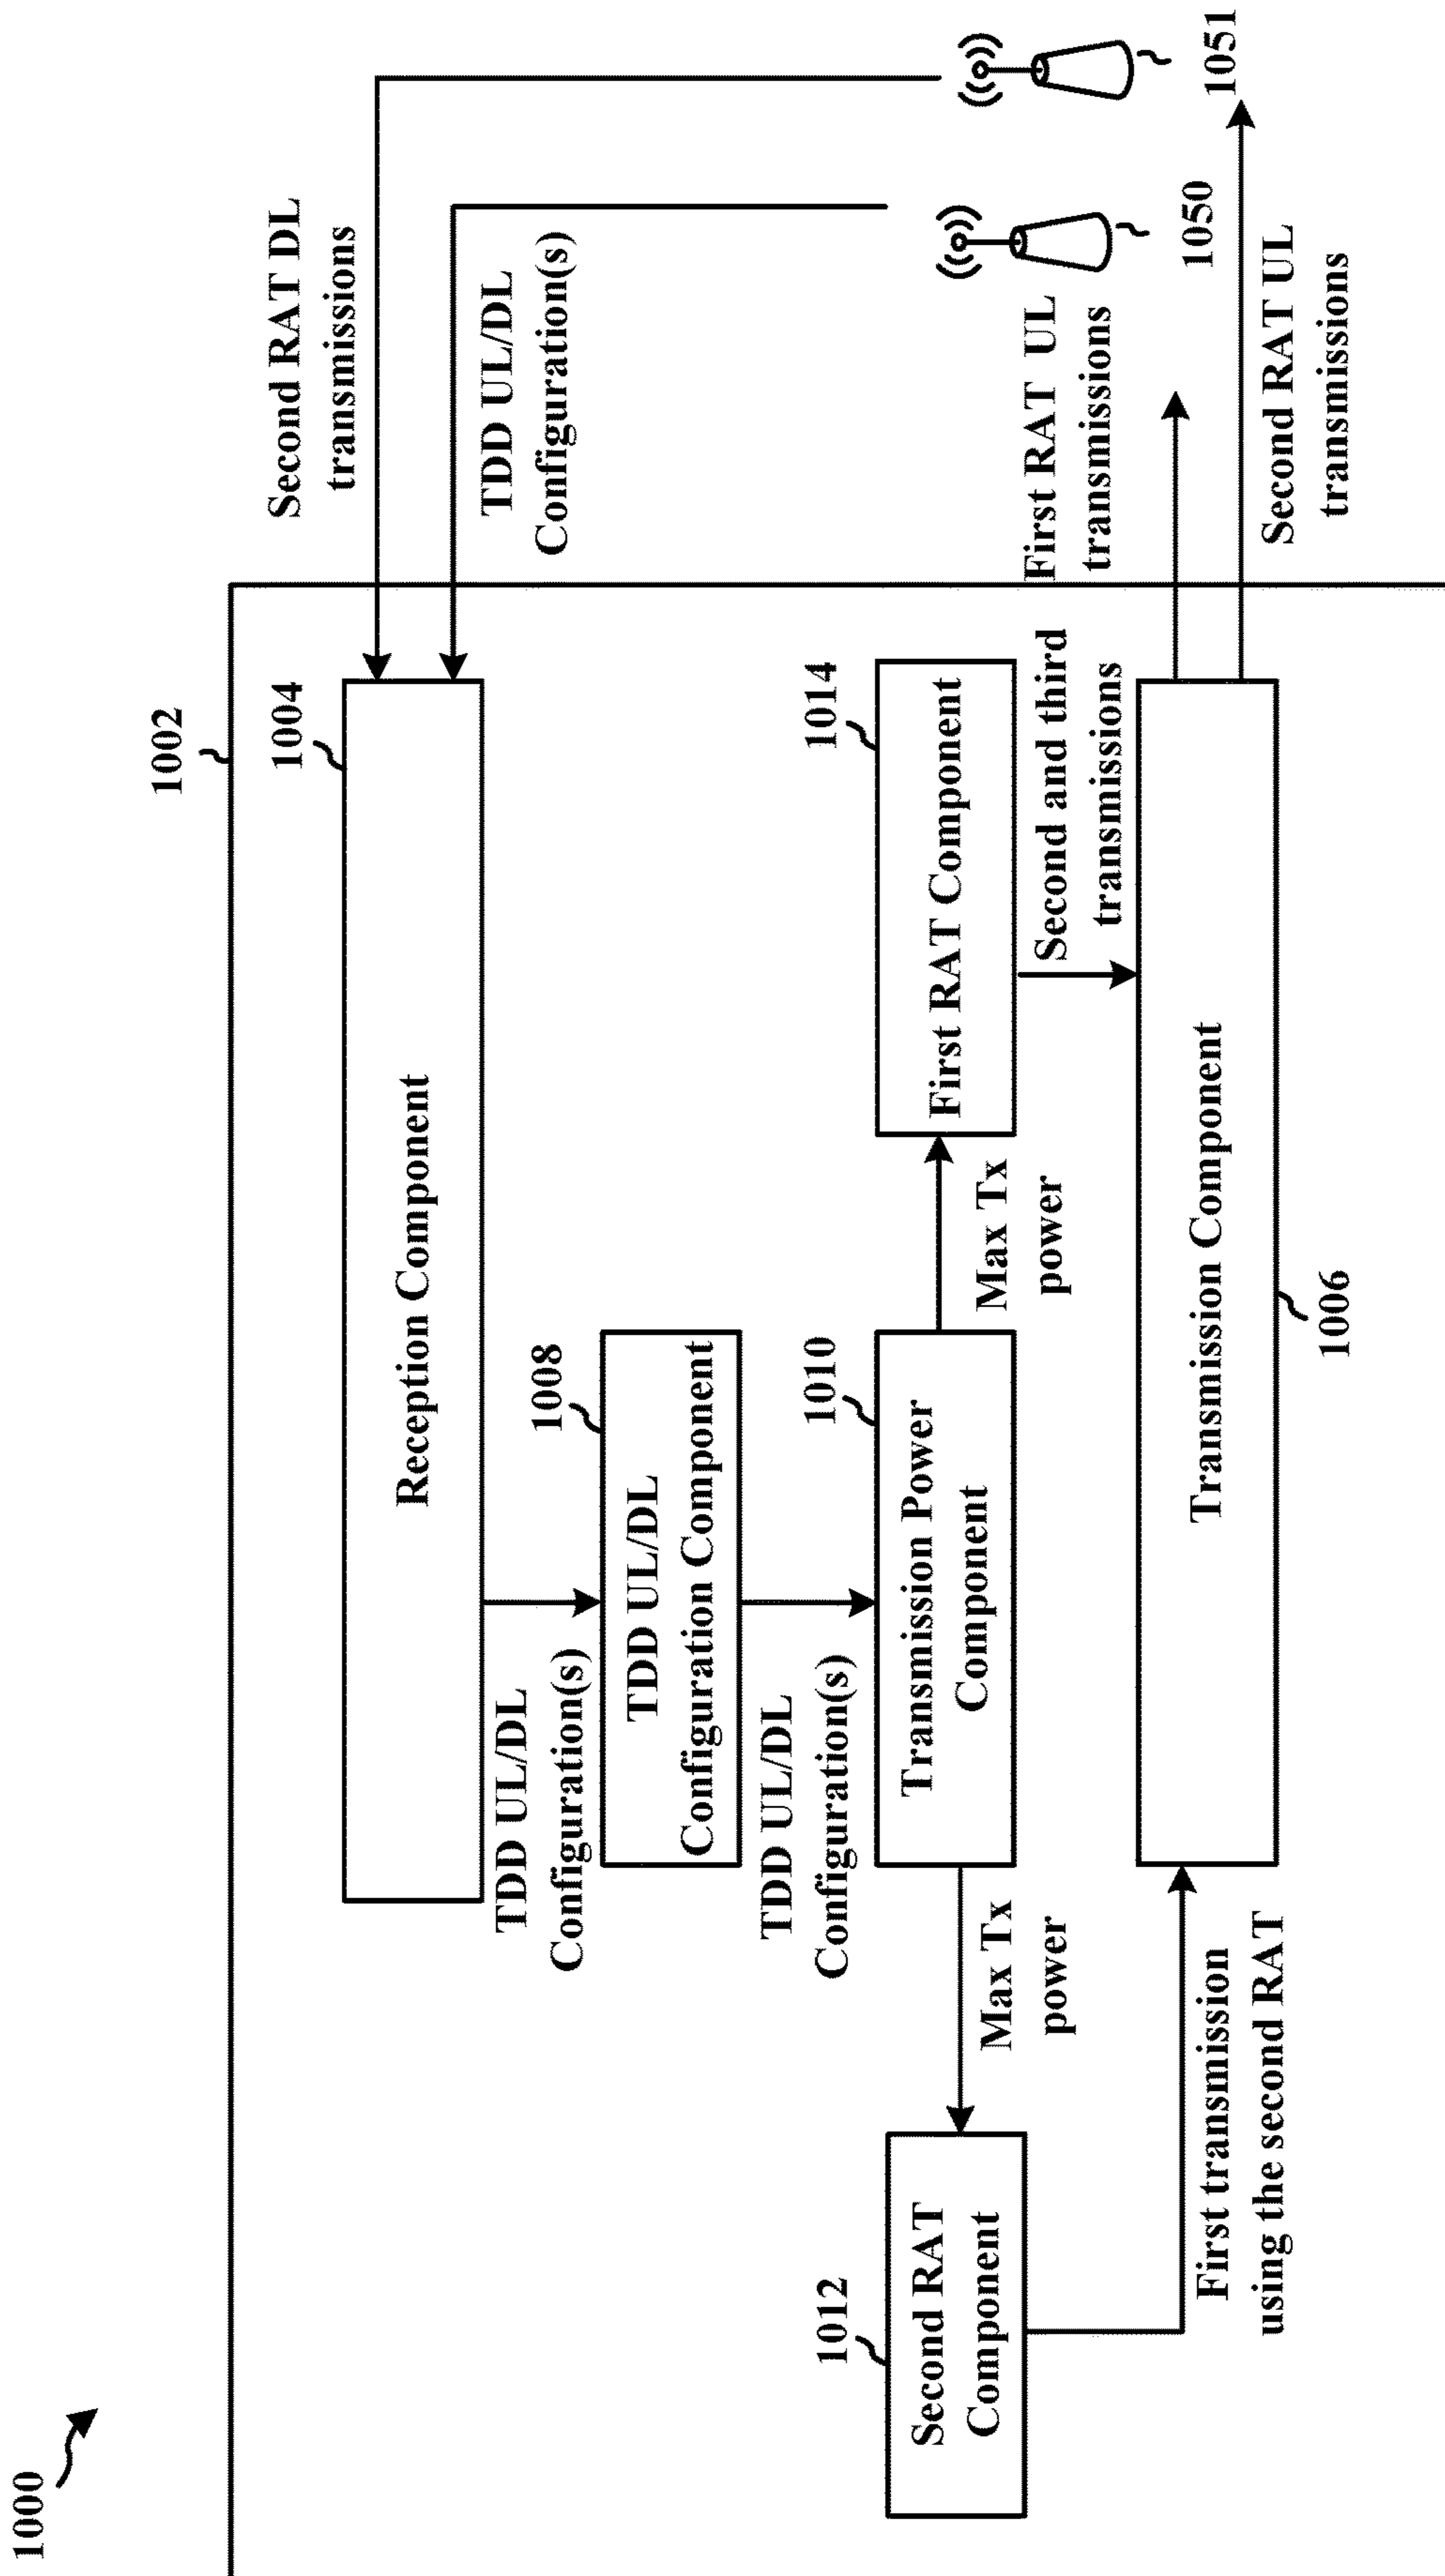 1000
1002
Second RAT DL
transmissions
1004
Reception Component
TDD UL/DL
Configuration(s)
TDD UL/DL
Configuration(s)
1008
TDD UL/DL
Configuration Component
TDD UL/DL
Configuration(s)
1012
Second RAT
Component
Max Tx
power
1010
Transmission Power
Component
Max Tx
power
1014
First RAT Component
Second and third
transmissions
First RAT UL
transmissions
1050
1051
First transmission
using the second RAT
Transmission Component
1006
Second RAT UL
transmissions